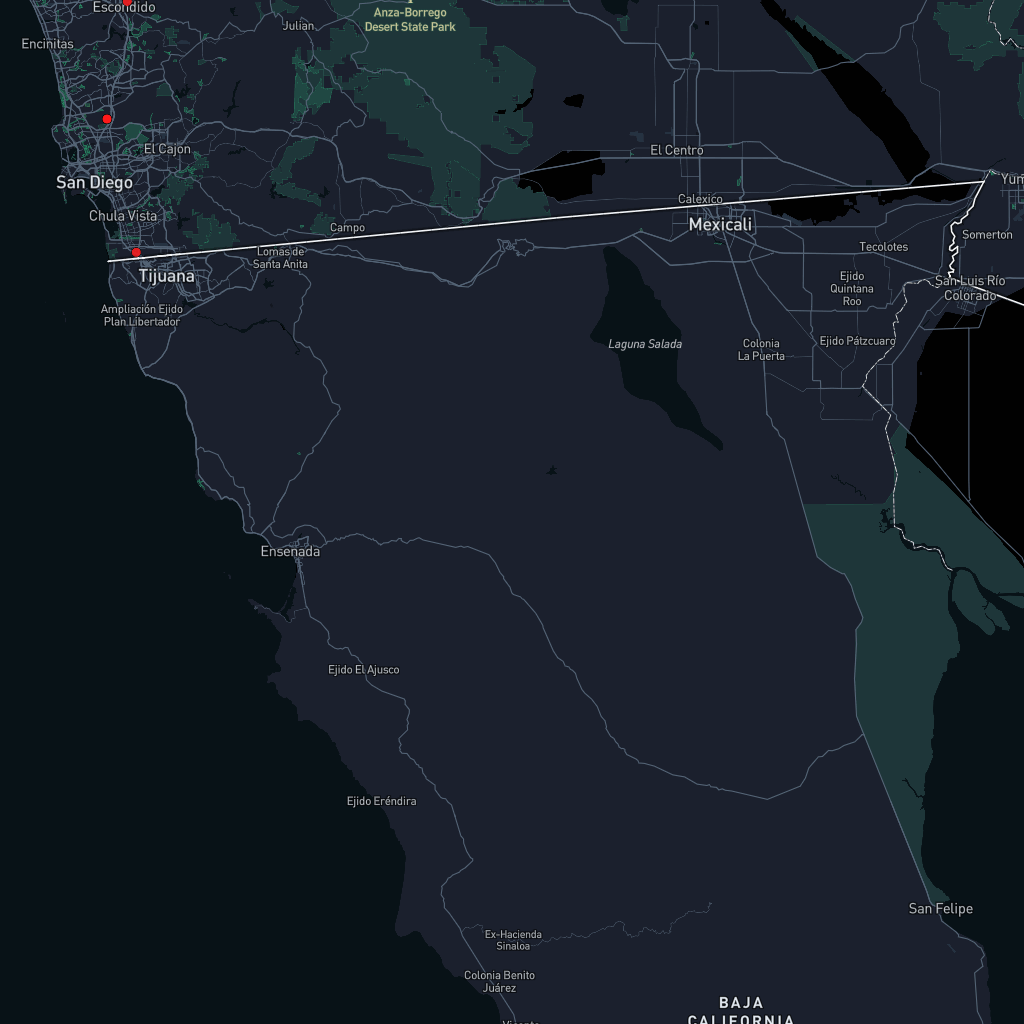 Escondido
Anza-Borrego
Desert State Park
Julian
Encinitas
El Cajon
El Centro
San Diego
Calexico
Chula Vista
Campo
Mexicali
Somerton
Tecolotes
Lomas de
Santa Anita
Tijuana
Ejido
Quintana
Roo
San Luis Río
Colorado
Ampliación Ejido
Plan Libertador
Laguna Salada
Colonia
La Puerta
Ejido Pátzcuaro
Ensenada
Ejido El Ajusco
Ejido Eréndira
San Felipe
Ex-Hacienda
Sinaloa
Colonia Benito
Juárez
BAJA
CALIFORNIA